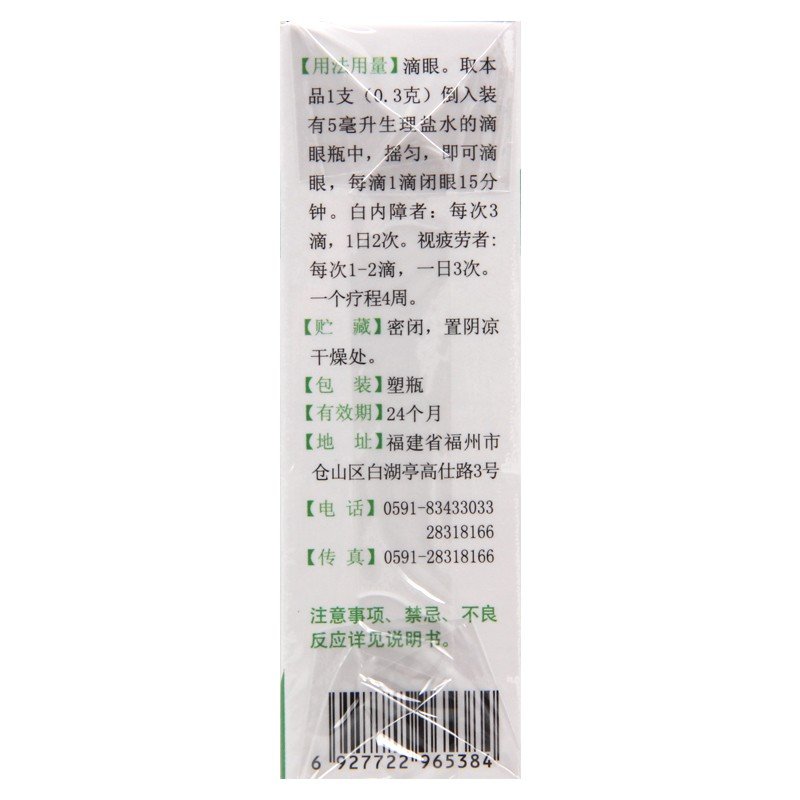 【用法用量】滴眼。取本
品1支（0.3克）倒入装
有5毫升生理盐水的滴
眼瓶中，摇匀，即可滴
眼，每滴1滴闭眼15分
钟。白内障者：每次3
滴，1日2次。视疲劳者：
每次1-2滴，一日3次。
一个疗程4周。
【贮 藏】密闭，置阴凉
干燥处。
【包 装】塑瓶
【有效期】24个月
【地 址】福建省福州市
仓山区白湖亭高仕路3号
【电 话】0591-83433033
28318166
【传 真】0591-28318166
注意事项、禁忌、不良
反应详见说明书。
6 927722 965384